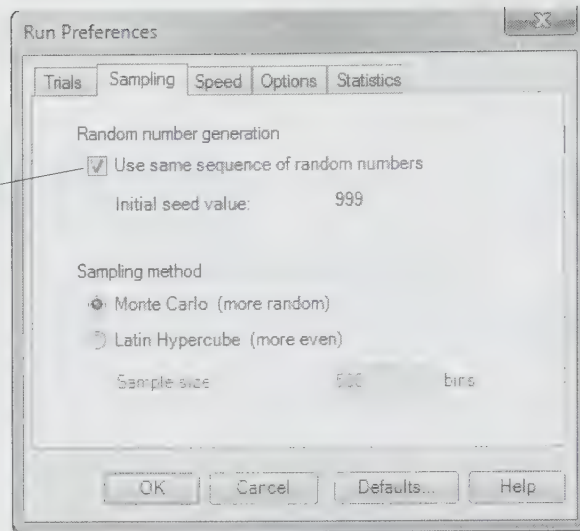 Run Preferences
Trials Sampling Speed Options Statistics
Random number generation
Use same sequence of random numbers
Initial seed value: 999
Sampling method
Monte Carlo (more random)
Latin Hypercube (more even)
Sample size bins
OK Cancel Defaults... Help